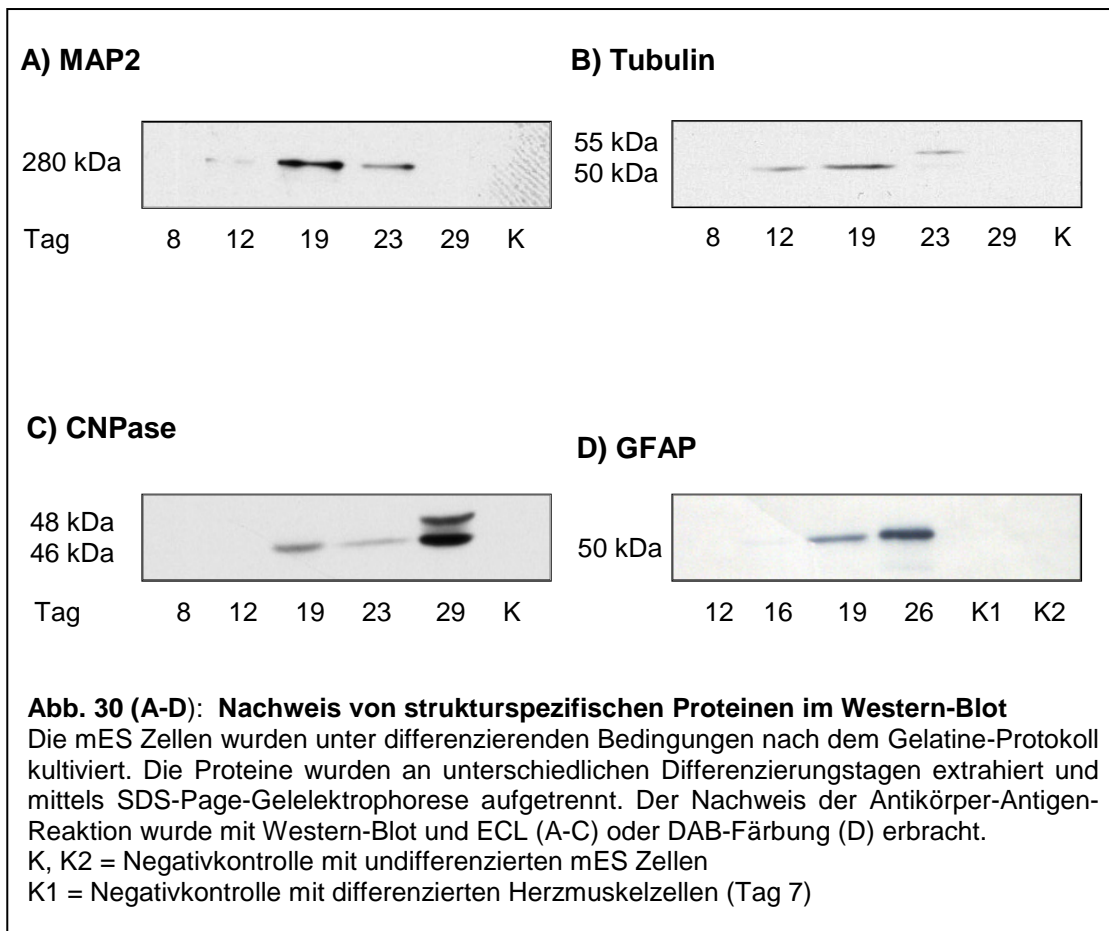 A) MAP2
280 kDa
Tag 8 12 19 23 29 K
B) Tubulin
55 kDa
50 kDa
8 12 19 23 29 K
C) CNPase
48 kDa
46 kDa
Tag 8 12 19 23 29 K
D) GFAP
50 kDa
12 16 19 26 K1 K2
Abb. 30 (A-D): Nachweis von strukturspezifischen Proteinen im Western-Blot
Die mES Zellen wurden unter differenzierenden Bedingungen nach dem Gelatine-Protokoll
kultiviert. Die Proteine wurden an unterschiedlichen Differenzierungstagen extrahiert und
mittels SDS-Page-Gelelektrophorese aufgetrennt. Der Nachweis der Antikörper-Antigen-
Reaktion wurde mit Western-Blot und ECL (A-C) oder DAB-Färbung (D) erbracht.
K, K2 = Negativkontrolle mit undifferenzierten mES Zellen
K1 = Negativkontrolle mit differenzierten Herzmuskelzellen (Tag 7)